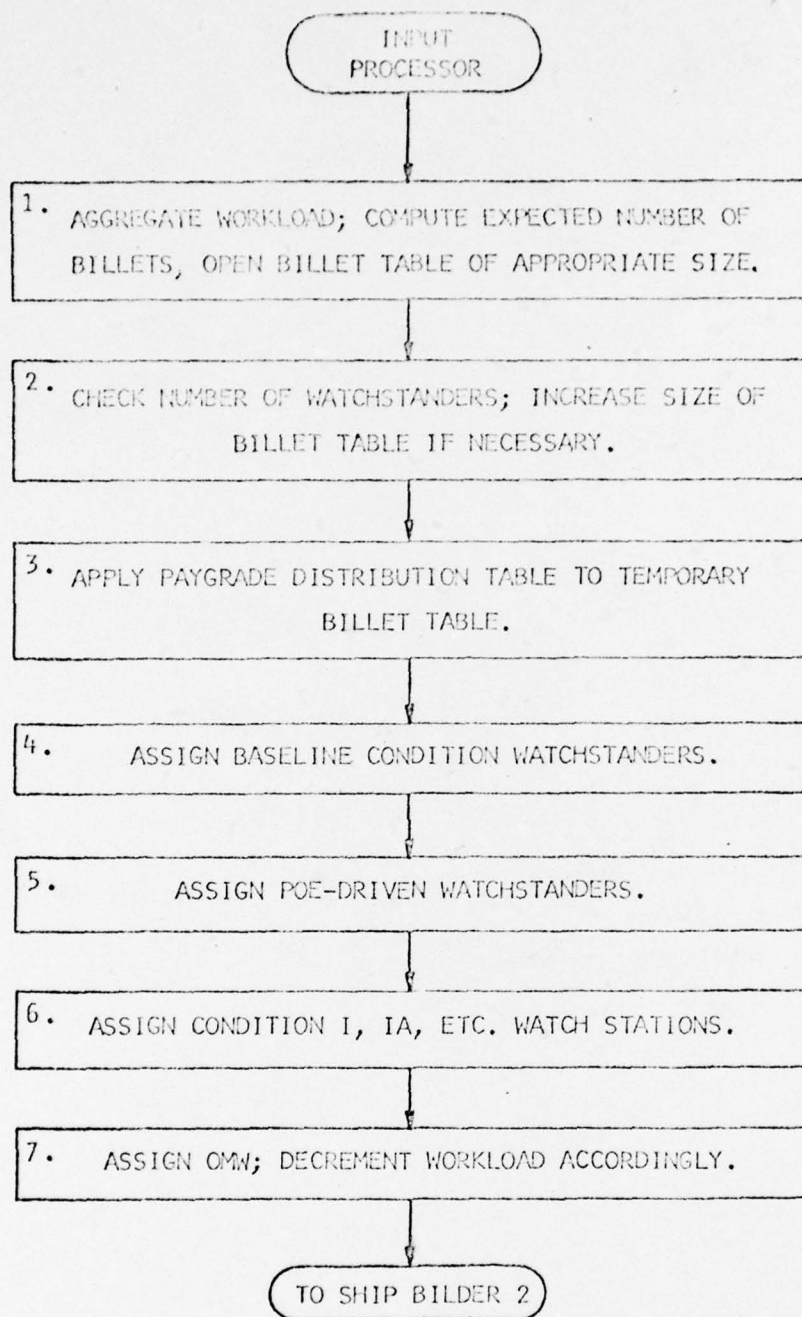 INPUT
PROCESSOR
1. AGGREGATE WORKLOAD; COMPUTE EXPECTED NUMBER OF
BILLETS, OPEN BILLET TABLE OF APPROPRIATE SIZE.
2. CHECK NUMBER OF WATCHSTANDERS; INCREASE SIZE OF
BILLET TABLE IF NECESSARY.
3. APPLY PAYGRADE DISTRIBUTION TABLE TO TEMPORARY
BILLET TABLE.
4. ASSIGN BASELINE CONDITION WATCHSTANDERS.
5. ASSIGN POE-DRIVEN WATCHSTANDERS.
6. ASSIGN CONDITION I, IA, ETC. WATCH STATIONS.
7. ASSIGN OMW; DECREMENT WORKLOAD ACCORDINGLY.
TO SHIP BILDER 2